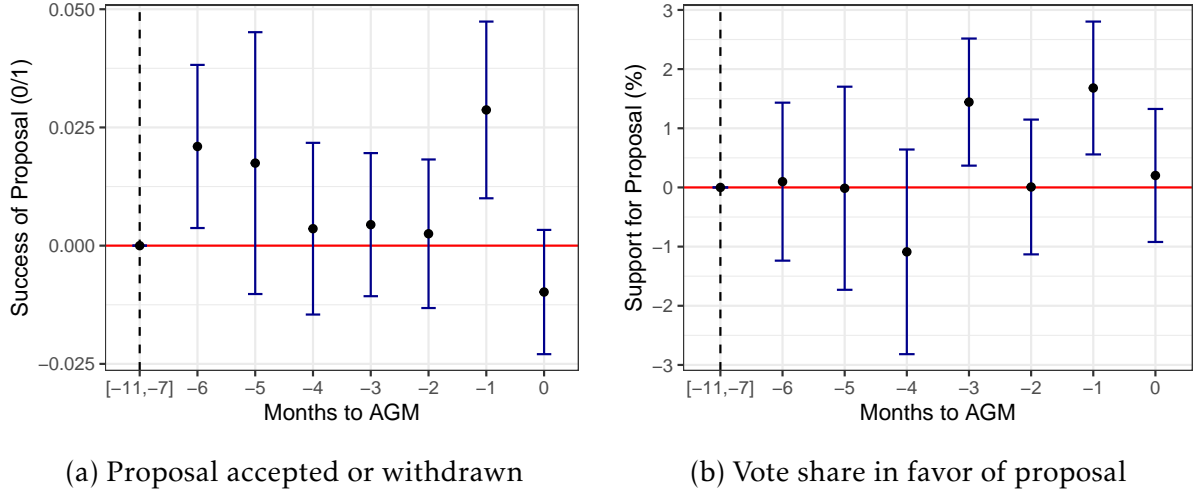 Success of Proposal (0/1)
0.050
0.025
0.000
−0.025
[−11,−7] −6 −5 −4 −3 −2 −1 0
Months to AGM
(a) Proposal accepted or withdrawn
Support for Proposal (%)
3
2
1
0
−1
−2
−3
[−11,−7] −6 −5 −4 −3 −2 −1 0
Months to AGM
(b) Vote share in favor of proposal